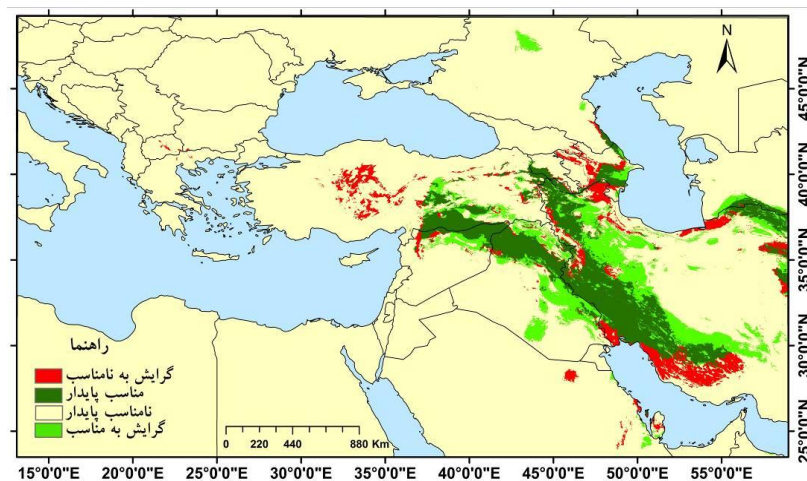 N
45°0'0"N
40°0'0"N
35°0'0"N
30°0'0"N
25°0'0"N
راهنما
گرایش به نامناسب
مناسب پایدار
نامناسب پایدار
گرایش به مناسب
0 220 440 880 Km
15°0'0"E 20°0'0"E 25°0'0"E 30°0'0"E 35°0'0"E 40°0'0"E 45°0'0"E 50°0'0"E 55°0'0"E